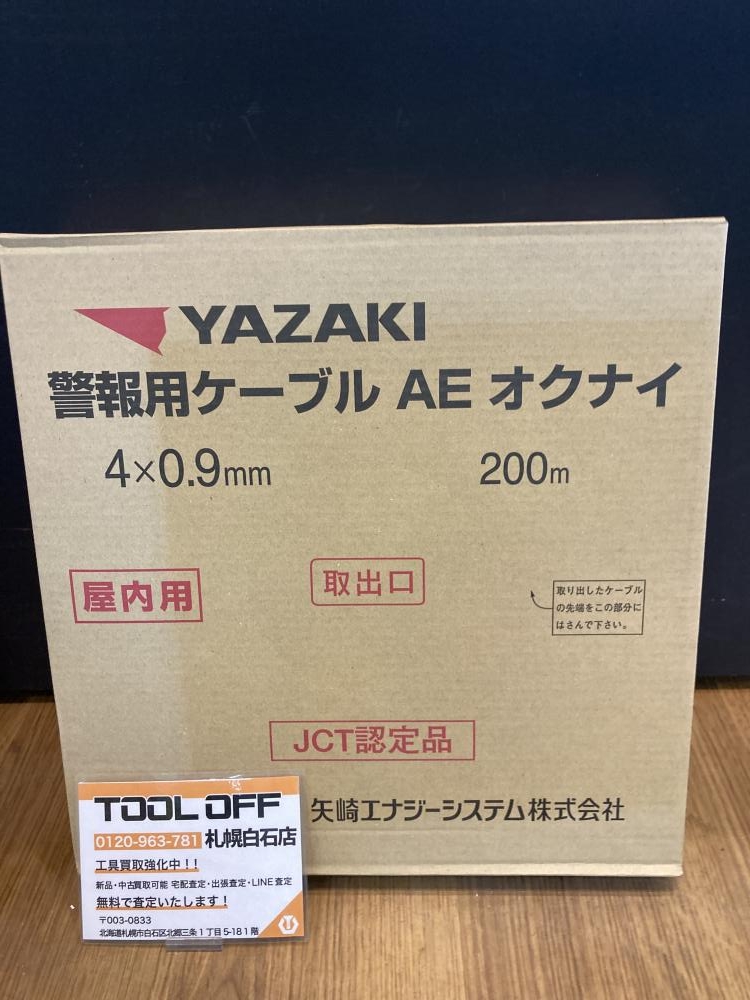 YAZAKI
警報用ケーブル AE オクナイ
4×0.9mm 200m
屋内用
取出口
取り出したケーブル
の先端をこの部分に
はさんで下さい。
JCT認定品
矢崎エナジーシステム株式会社
TOOL OFF
0120-963-781 札幌白石店
工具買取強化中!!
新品・中古買取可能 宅配査定・出張査定・LINE査定
無料で査定いたします!
〒003-0833
北海道札幌市白石区北郷三条1丁目5-18 1階